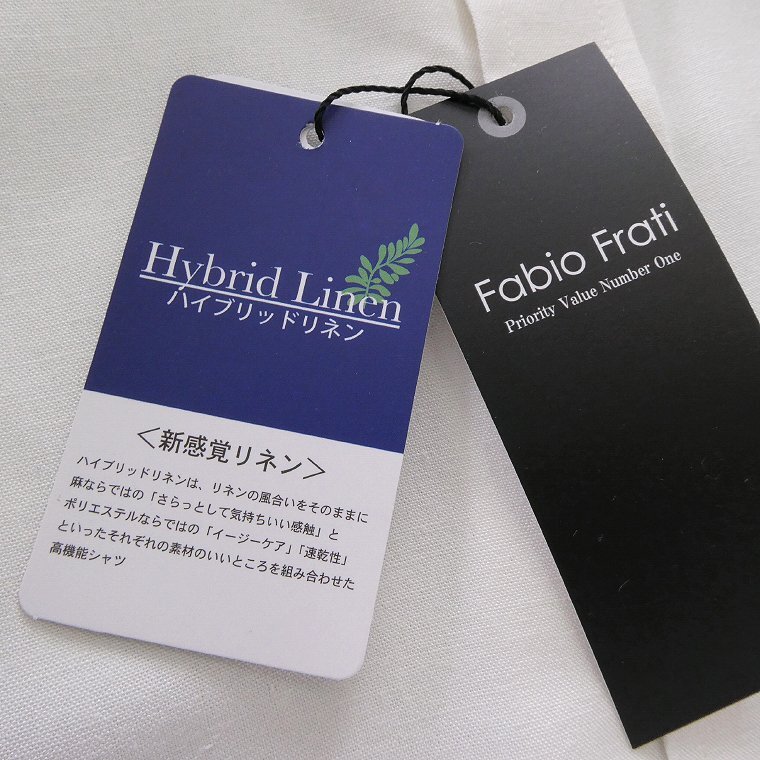 Hybrid Linen
ハイブリッドリネン
＜新感覚リネン＞
ハイブリッドリネンは、リネンの風合いをそのままに
麻ならではの「さらっとして気持ちいい感触」と
ポリエステルならではの「イージーケア」「速乾性」
といったそれぞれの素材のいいところを組み合わせた
高機能シャツ
Fabio Frati
Priority Value Number One